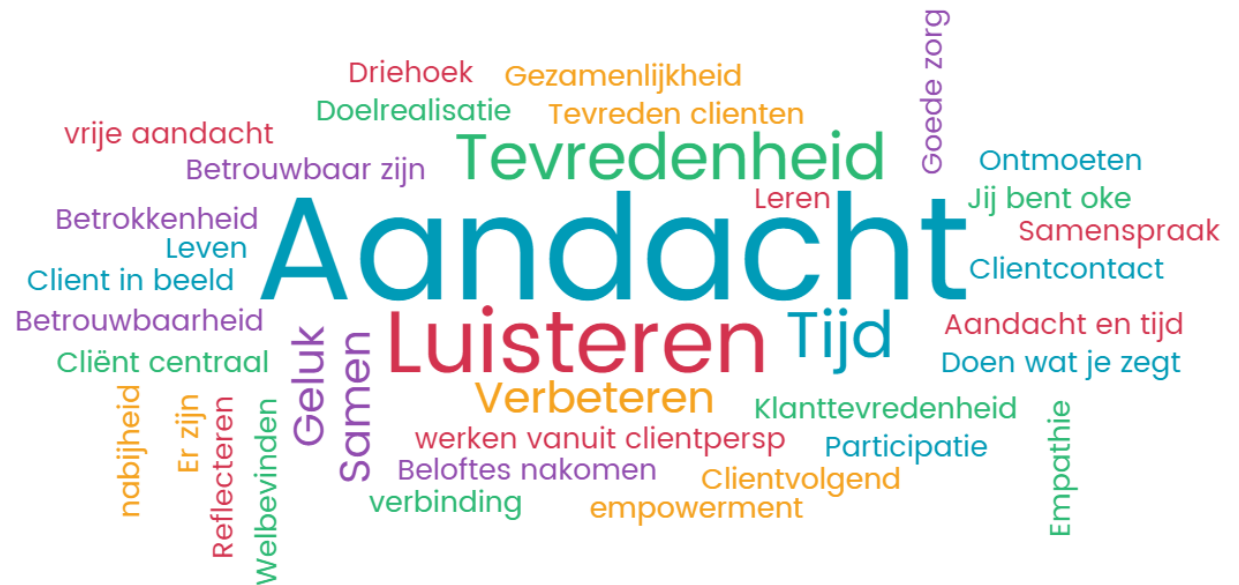 Goede zorg
Driehoek
Gezamenlijkheid
Doelrealisatie
Tevreden clienten
vrije aandacht
Tevredenheid
Ontmoeten
Betrouwbaar zijn
Leren
Jij bent oke
Betrokkenheid
Aandacht
Samenspraak
Leven
Clientcontact
Client in beeld
Betrouwbaarheid
Luisteren
Tijd
Aandacht en tijd
Cliënt centraal
Geluk
Samen
Doen wat je zegt
nabijheid
Er zijn
Reflecteren
Welbevinden
Verbeteren
Klanttevredenheid
Empathie
werken vanuit clientpersp
Participatie
Beloftes nakomen
Clientvolgend
verbinding
empowerment